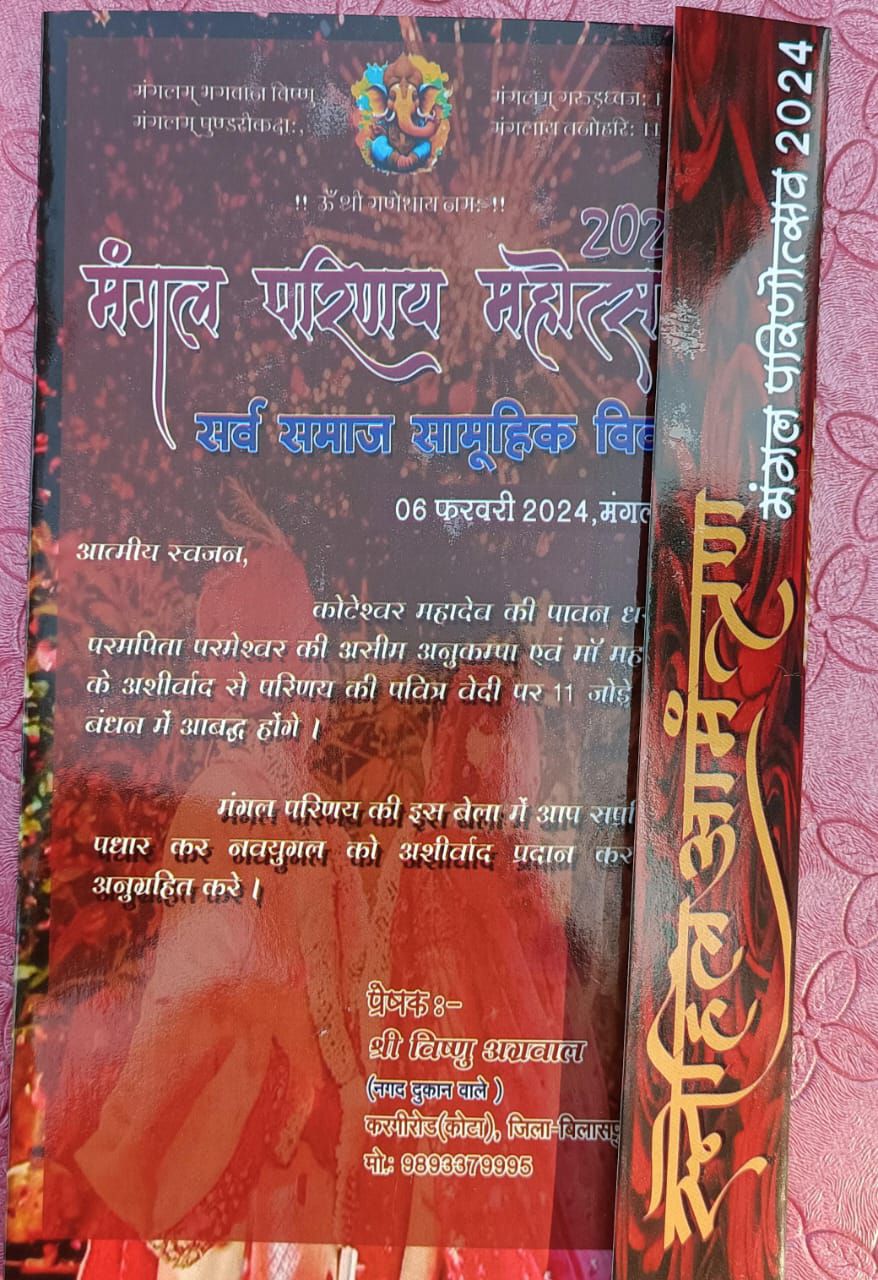 मंगलम् भगवान विष्णु,
मंगलम् पुण्डरीकदाः,
मंगलम् गरुड़ध्वजः ।
मंगलाय तनोहरिः ।।
!! ऊँ श्री गणेशाय नमः !!
202
मंगल परिणय महोत्स
सर्व समाज सामूहिक विव
06 फरवरी 2024,मंगल
आत्मीय स्वजन,
कोटेश्वर महादेव की पावन ध
परमपिता परमेश्वर की असीम अनुकम्पा एवं मॉ मह
के अशीर्वाद से परिणय की पवित्र वेदी पर 11 जोड़े
बंधन में आबद्ध होंगे ।
मंगल परिणय की इस बेला में आप सपरि
पधार कर नवयुगल को अशीर्वाद प्रदान कर
अनुग्रहित करे ।
प्रेषक :-
श्री विष्णु अग्रवाल
(नगद दुकान वाले )
करगीरोड(कोटा), जिला-बिलासपु
मो.: 9893379995
स्नेहिल आमंत्रण
मंगल परिणोत्सव 2024